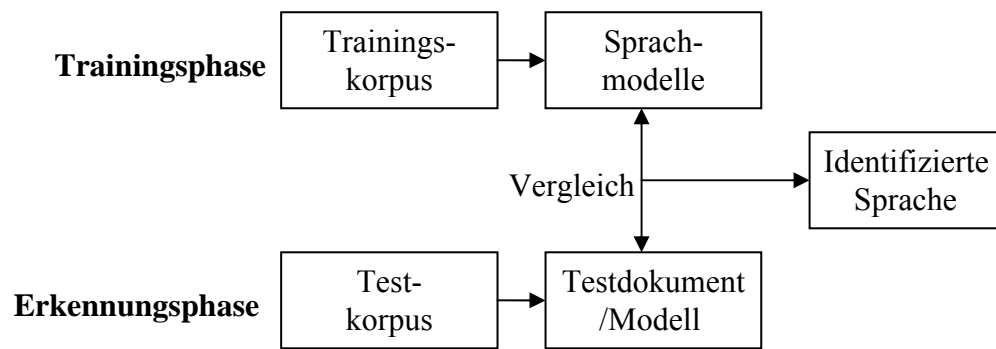 Trainingsphase
Trainings-
korpus
Sprach-
modelle
Vergleich
Identifizierte
Sprache
Erkennungsphase
Test-
korpus
Testdokument
/Modell